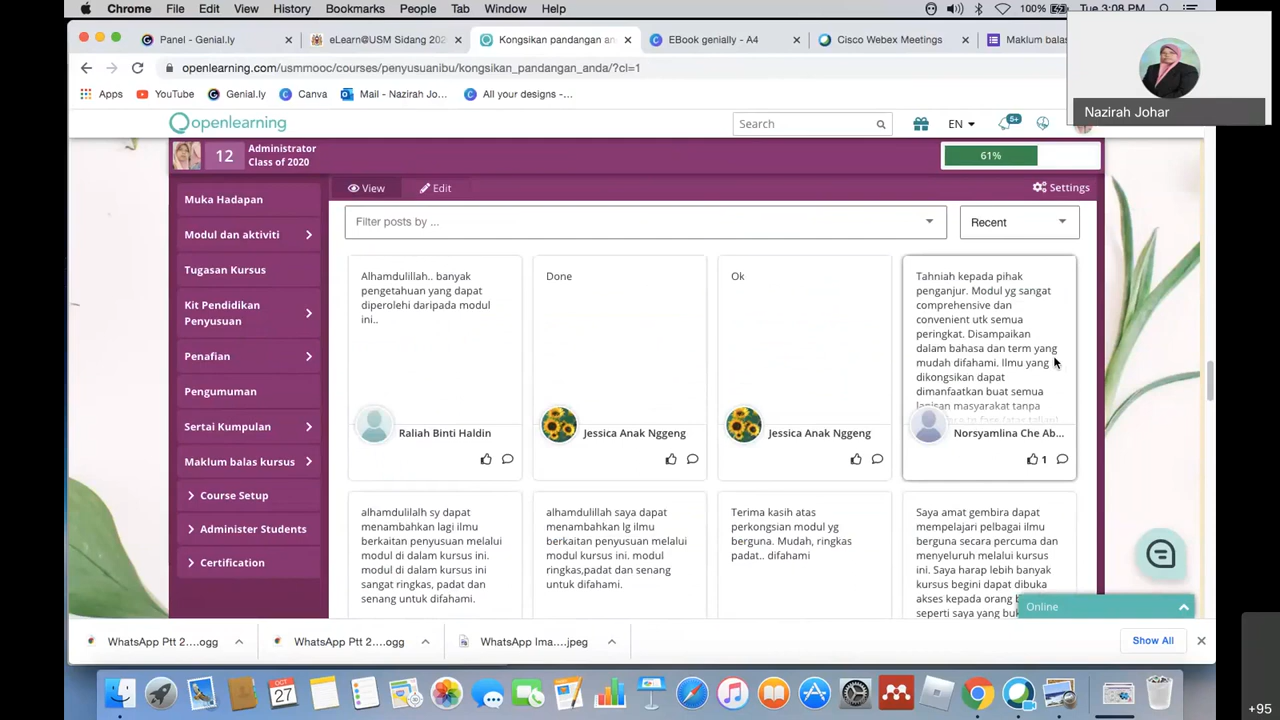 Chrome File Edit View History Bookmarks People Tab Window Help 100% Tue 3:08 PM
Panel - Genial.ly eLearn@USM Sidang 202 Kongsikan pandangan an EBook genially - A4 Cisco Webex Meetings Maklum balas
openlearning.com/usmmooc/courses/penyusuanibu/kongsikan_pandangan_anda/?cl=1
Nazirah Johar
Apps YouTube Genial.ly Canva Mail - Nazirah Jo... All your designs -...
openlearning Search EN 5+
12 Administrator
Class of 2020
61%
Muka Hadapan
Modul dan aktiviti
Tugasan Kursus
Kit Pendidikan
Penyusuan
Penafian
Pengumuman
Sertai Kumpulan
Maklum balas kursus
Course Setup
Administer Students
Certification
View Edit Settings
Filter posts by ... Recent
Alhamdulillah.. banyak
pengetahuan yang dapat
diperolehi daripada modul
ini..
Raliah Binti Haldin
Done
Jessica Anak Nggeng
Ok
Jessica Anak Nggeng
Tahniah kepada pihak
penganjur. Modul yg sangat
comprehensive dan
convenient utk semua
peringkat. Disampaikan
dalam bahasa dan term yang
mudah difahami. Ilmu yang
dikongsikan dapat
dimanfaatkan buat semua
lapisan masyarakat tanpa
Norsyamlina Che Ab...
1
alhamdulilalh sy dapat
menambahkan lagi ilmu
berkaitan penyusuan melalui
modul di dalam kursus ini.
modul di dalam kursus ini
sangat ringkas, padat dan
senang untuk difahami.
alhamdulillah saya dapat
menambahkan lg ilmu
berkaitan penyusuan melalui
modul kursus ini. modul
ringkas,padat dan senang
untuk difahami.
Terima kasih atas
perkongsian modul yg
berguna. Mudah, ringkas
padat.. difahami
Saya amat gembira dapat
mempelajari pelbagai ilmu
berguna secara percuma dan
menyeluruh melalui kursus
ini. Saya harap lebih banyak
kursus begini dapat dibuka
akses kepada orang
seperti saya yang
Online
WhatsApp Ptt 2....ogg WhatsApp Ptt 2....ogg WhatsApp Ima....jpeg Show All
OCT
27
+95